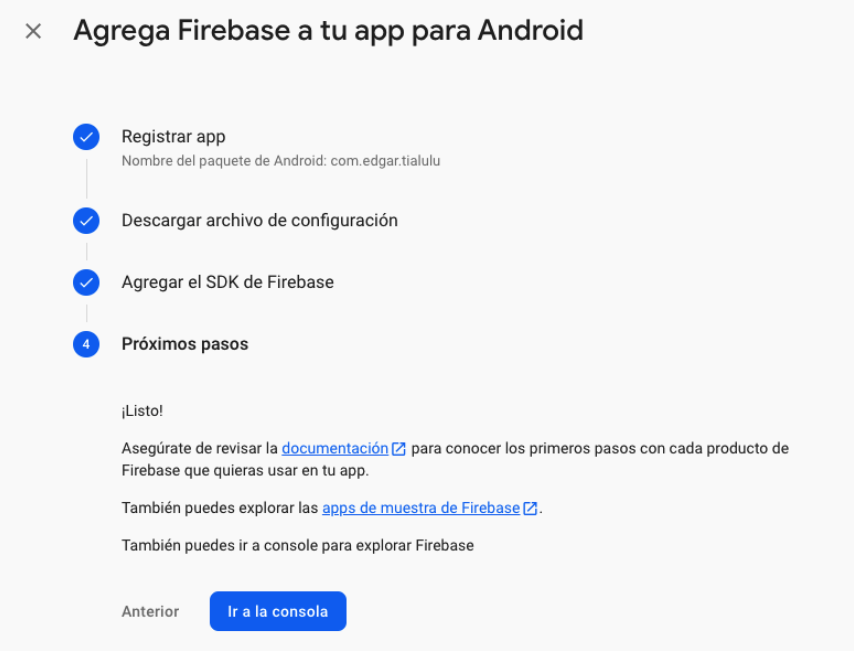 Agrega Firebase a tu app para Android
Registrar app
Nombre del paquete de Android: com.edgar.tialulu
Descargar archivo de configuración
Agregar el SDK de Firebase
4
Próximos pasos
¡Listo!
Asegúrate de revisar la documentación para conocer los primeros pasos con cada producto de
Firebase que quieras usar en tu app.
También puedes explorar las apps de muestra de Firebase.
También puedes ir a console para explorar Firebase
Anterior
Ir a la consola